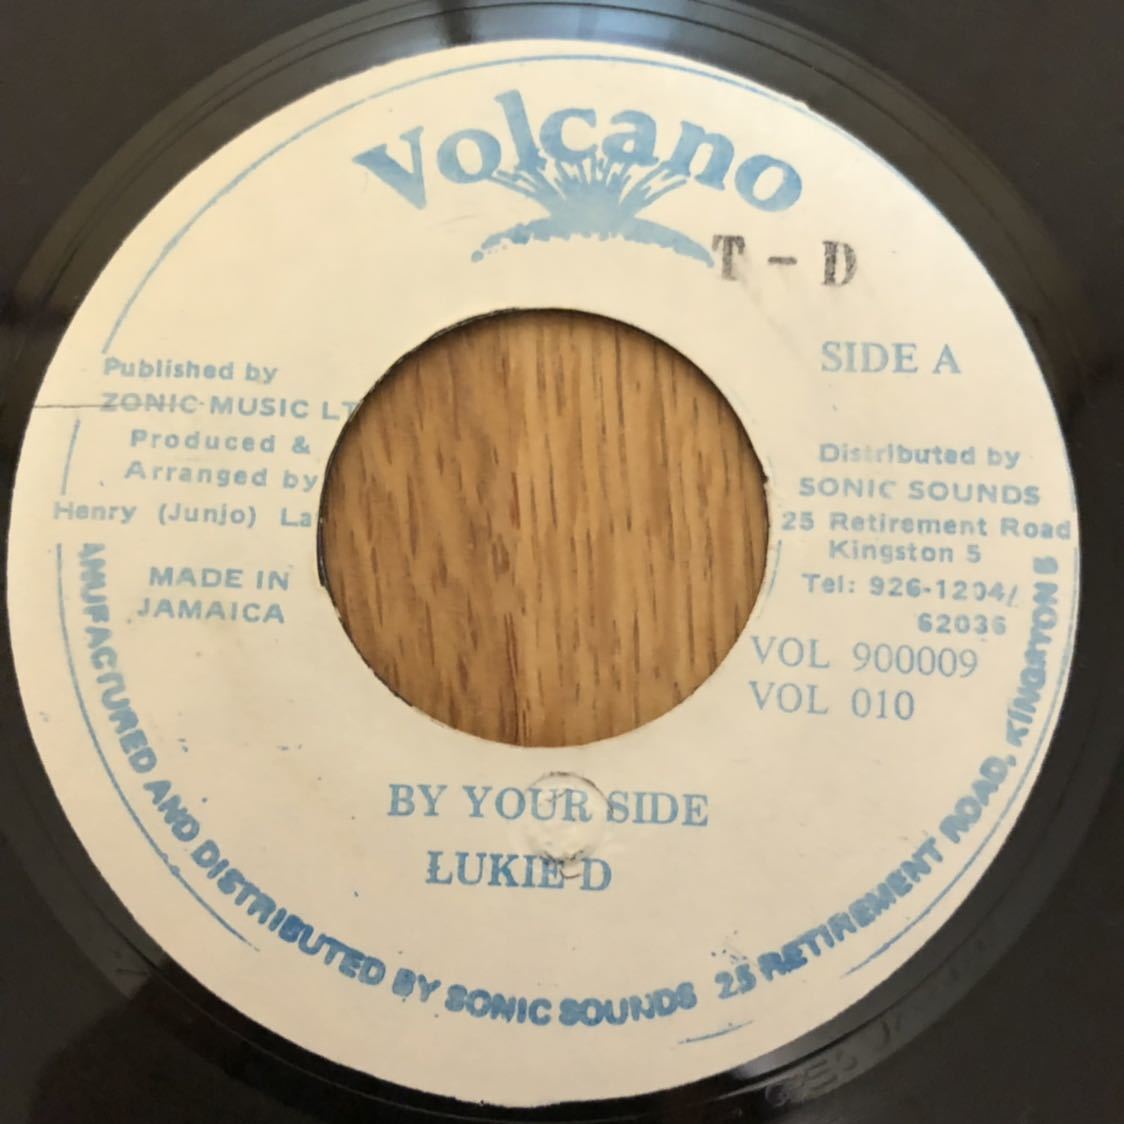 Volcano
T - D
SIDE A
Published by
ZONIC MUSIC LT
Produced &
Arranged by
Henry (Junjo) La
MADE IN
JAMAICA
Distributed by
SONIC SOUNDS
25 Retirement Road
Kingston 5
Tel: 926-1204/
62036
VOL 900009
VOL 010
BY YOUR SIDE
LUKIE D
ANUFACTURED AND DISTRIBUTED BY SONIC SOUNDS 25 RETIREMENT ROAD, KINGSTON 5